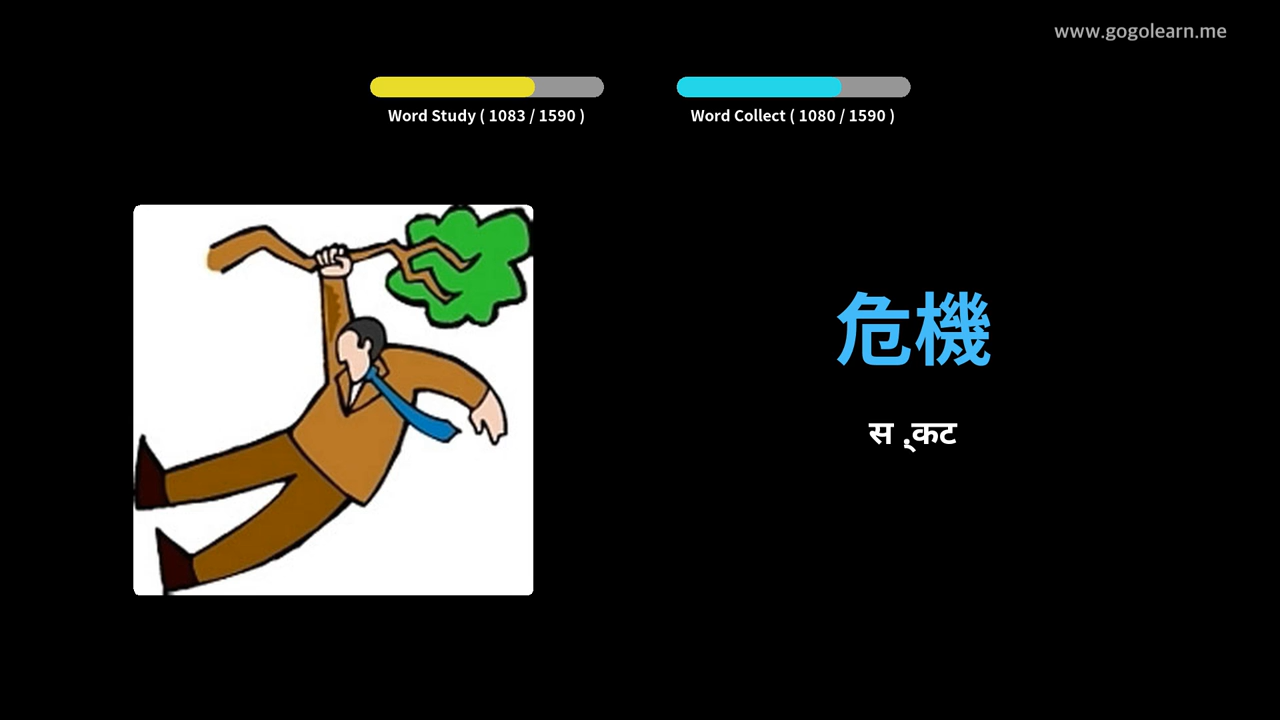 www.gogolearn.me
Word Study ( 1083 / 1590 )
Word Collect ( 1080 / 1590 )
危機
स ्.कट